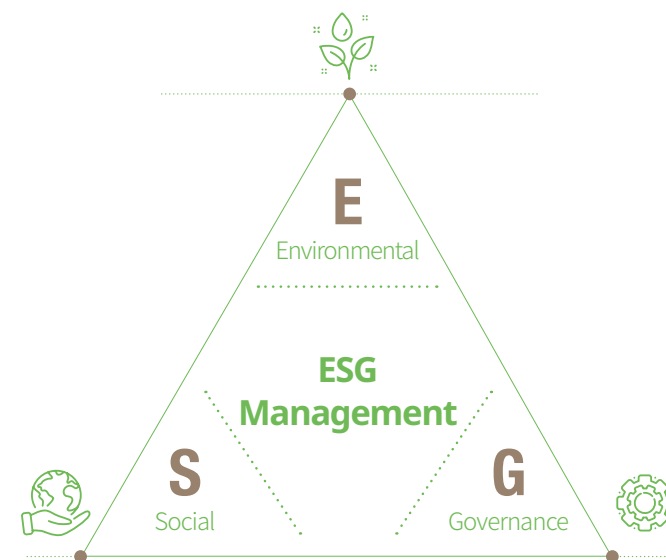 E
Environmental
ESG
Management
S
Social
G
Governance